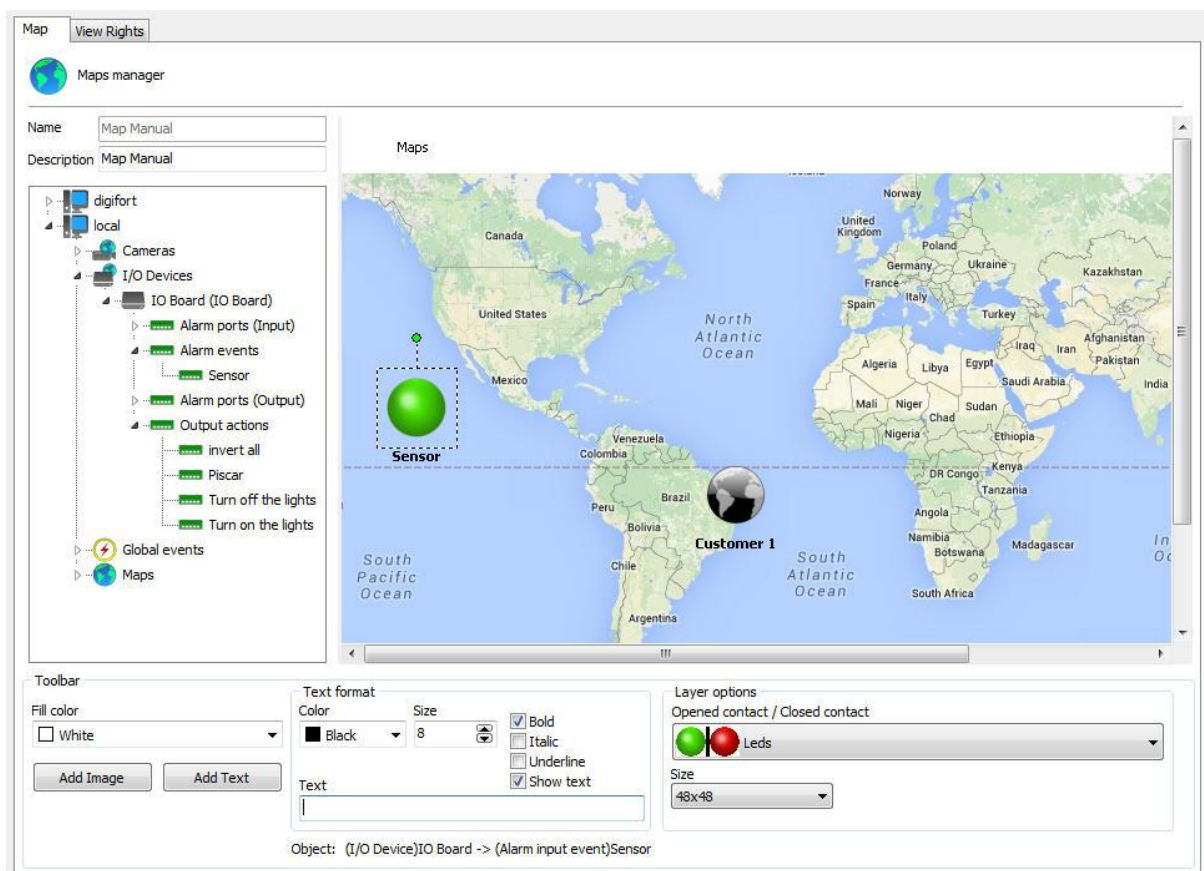 Map
View Rights
Maps manager
Name
Map Manual
Description
Map Manual
digifort
local
Cameras
I/O Devices
IO Board (IO Board)
Alarm ports (Input)
Alarm events
Sensor
Alarm ports (Output)
Output actions
invert all
Piscar
Turn off the lights
Turn on the lights
Global events
Maps
Maps
Norway
Canada
United
Kingdom
Poland
Germany
Ukraine
Kazakhstan
France
Italy
Spain
Turkey
United States
North
Atlantic
Ocean
Iraq
Iran
Afghanistan
Pakistan
Algeria
Libya
Egypt
Saudi Arabia
India
Mexico
Mali
Niger
Chad
Sudan
Nigeria
Ethiopia
Sensor
Venezuela
Colombia
DR Congo
Kenya
Tanzania
Brazil
Peru
Angola
Bolivia
Customer 1
Namibia
Botswana
Madagascar
In
Oc
South
Pacific
Ocean
Chile
South
Atlantic
Ocean
South Africa
Argentina
Toolbar
Fill color
White
Add Image
Add Text
Text format
Color
Size
Black
8
Bold
Italic
Underline
Show text
Text
Layer options
Opened contact / Closed contact
Leds
Size
48x48
Object: (I/O Device)IO Board -> (Alarm input event)Sensor